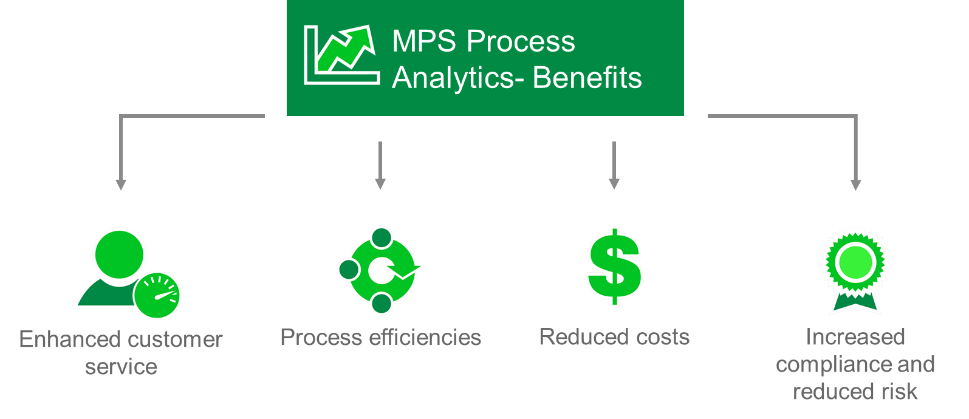 MPS Process
Analytics- Benefits
Enhanced customer
service
Process efficiencies
$
Reduced costs
Increased
compliance and
reduced risk